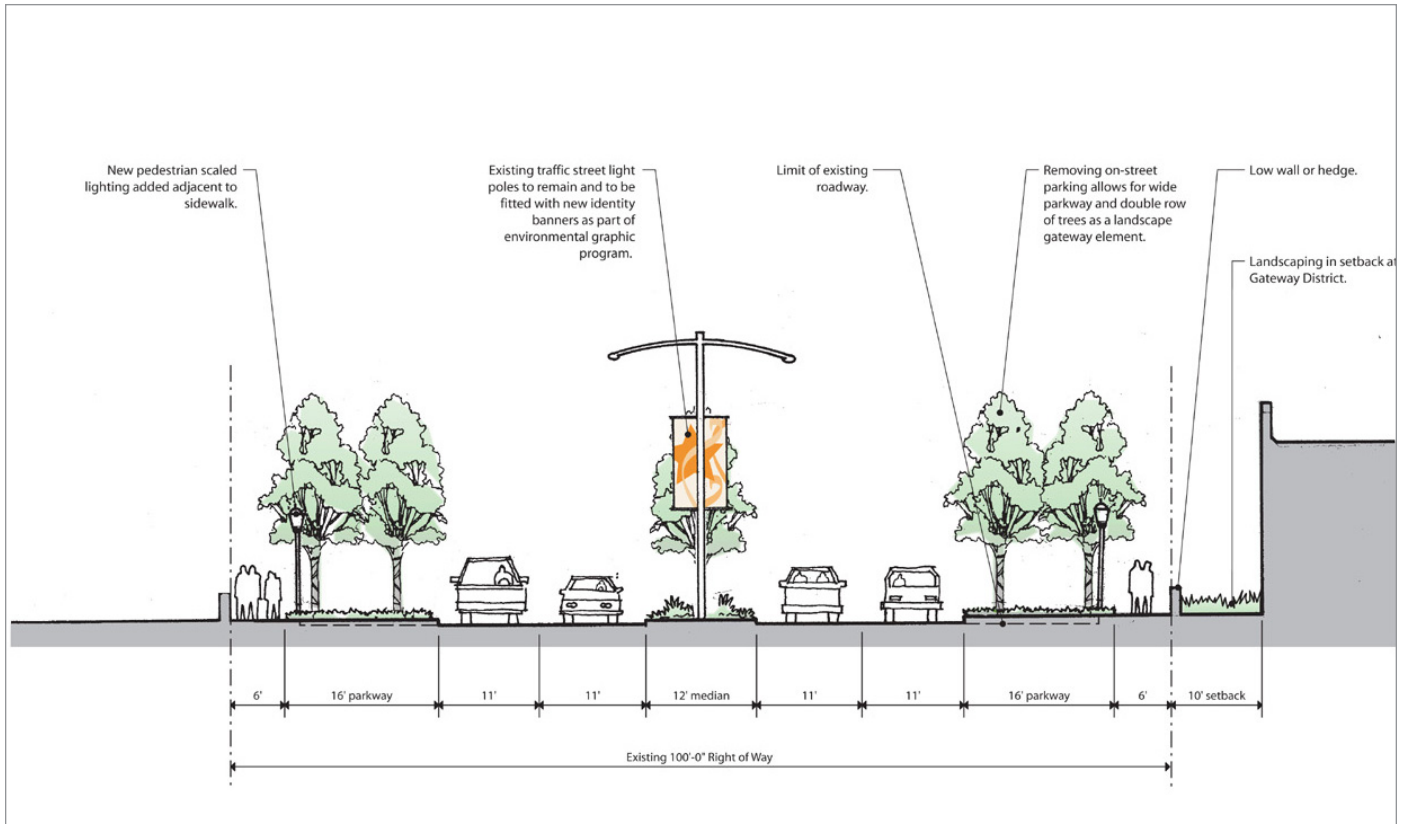 New pedestrian scaled
lighting added adjacent to
sidewalk.
Existing traffic street light
poles to remain and to be
fitted with new identity
banners as part of
environmental graphic
program.
Limit of existing
roadway.
Removing on-street
parking allows for wide
parkway and double row
of trees as a landscape
gateway element.
Low wall or hedge.
Landscaping in setback at
Gateway District.
6'
16' parkway
11'
11'
12' median
11'
11'
16' parkway
6'
10' setback
Existing 100'-0" Right of Way